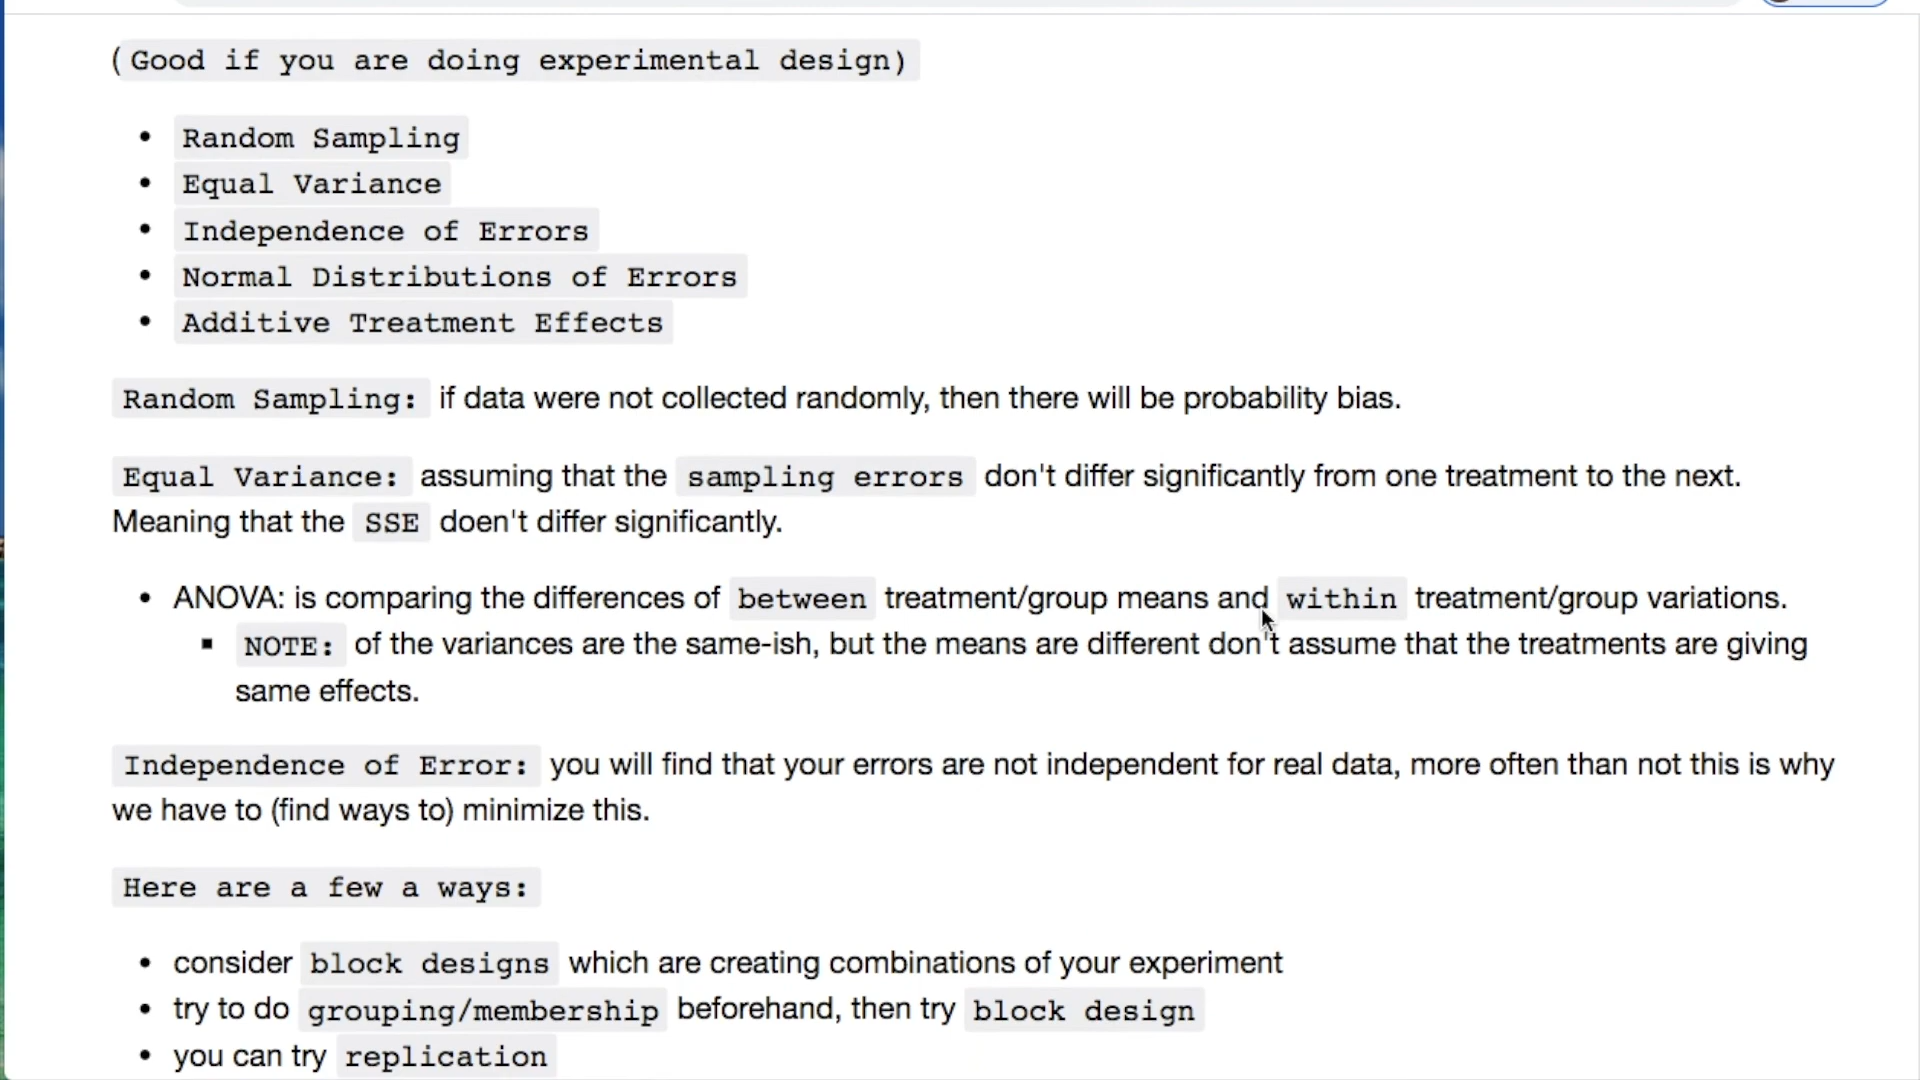 (Good if you are doing experimental design)
• Random Sampling
• Equal Variance
• Independence of Errors
• Normal Distributions of Errors
• Additive Treatment Effects
Random Sampling: if data were not collected randomly, then there will be probability bias.
Equal Variance: assuming that the sampling errors don't differ significantly from one treatment to the next.
Meaning that the SSE doen't differ significantly.
• ANOVA: is comparing the differences of between treatment/group means and within treatment/group variations.
▪ NOTE: of the variances are the same-ish, but the means are different don't assume that the treatments are giving
same effects.
Independence of Error: you will find that your errors are not independent for real data, more often than not this is why
we have to (find ways to) minimize this.
Here are a few a ways:
• consider block designs which are creating combinations of your experiment
• try to do grouping/membership beforehand, then try block design
• you can try replication